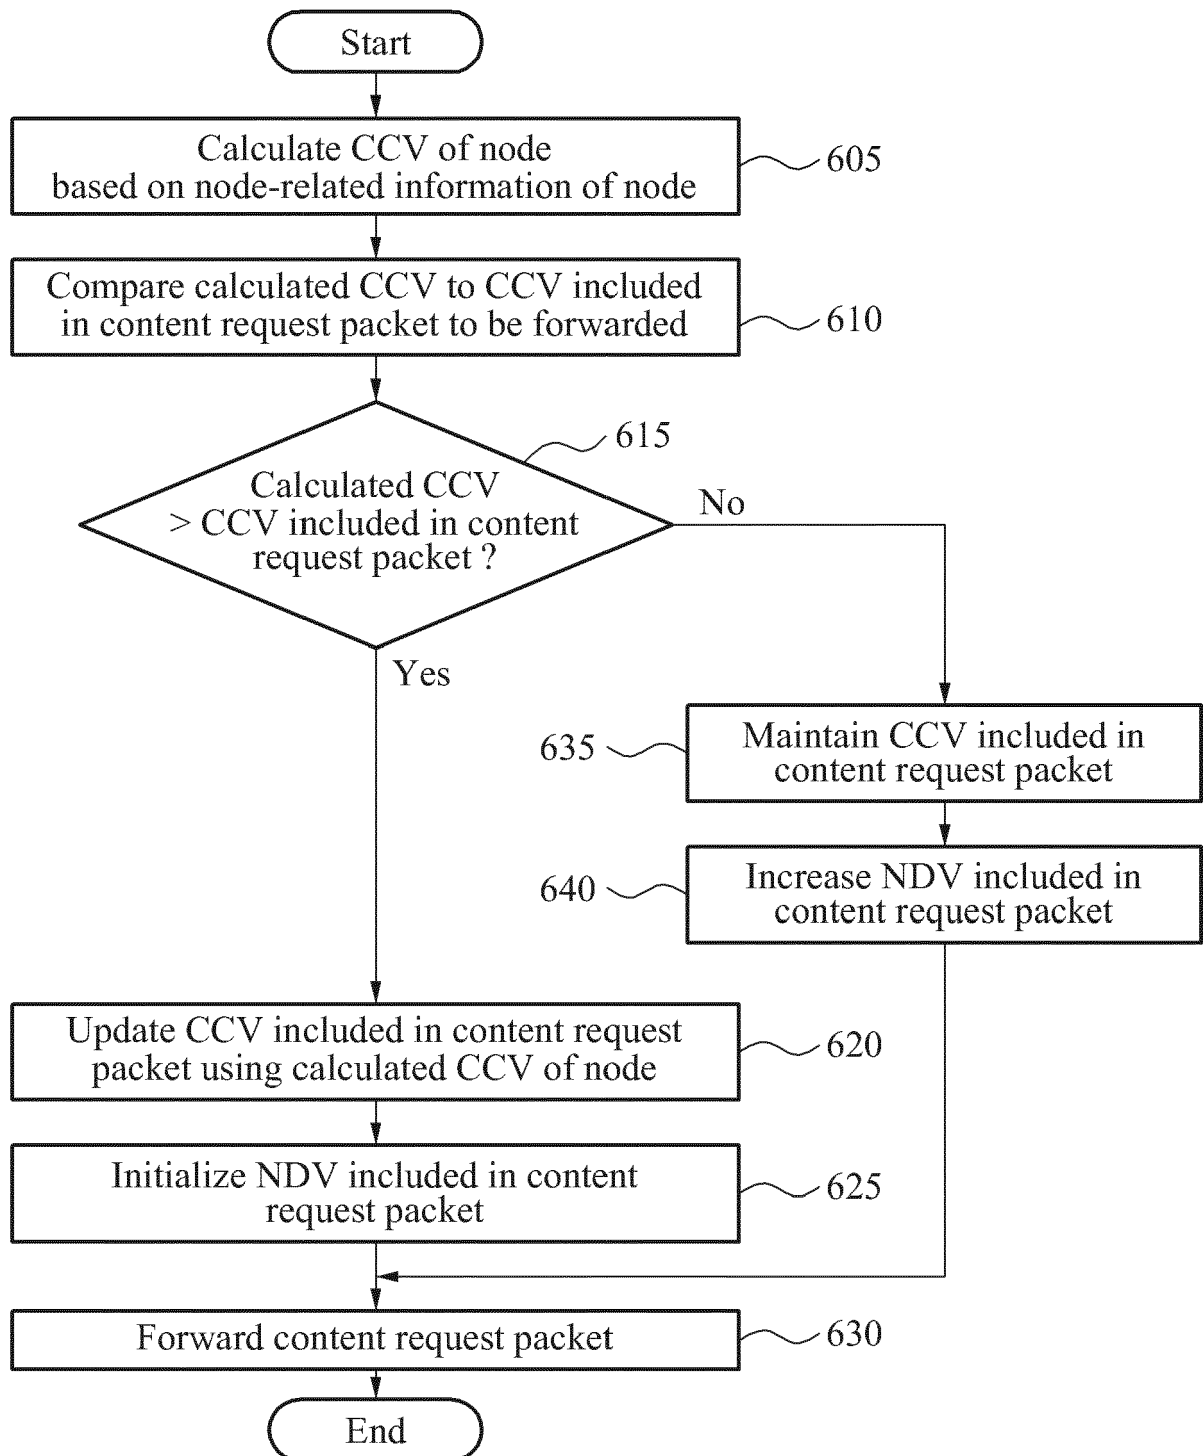 Start
Calculate CCV of node
based on node-related information of node
605
Compare calculated CCV to CCV included
in content request packet to be forwarded
610
615
Calculated CCV
> CCV included in content
request packet ?
No
Yes
635
Maintain CCV included in
content request packet
640
Increase NDV included in
content request packet
Update CCV included in content request
packet using calculated CCV of node
620
Initialize NDV included in content
request packet
625
Forward content request packet
630
End